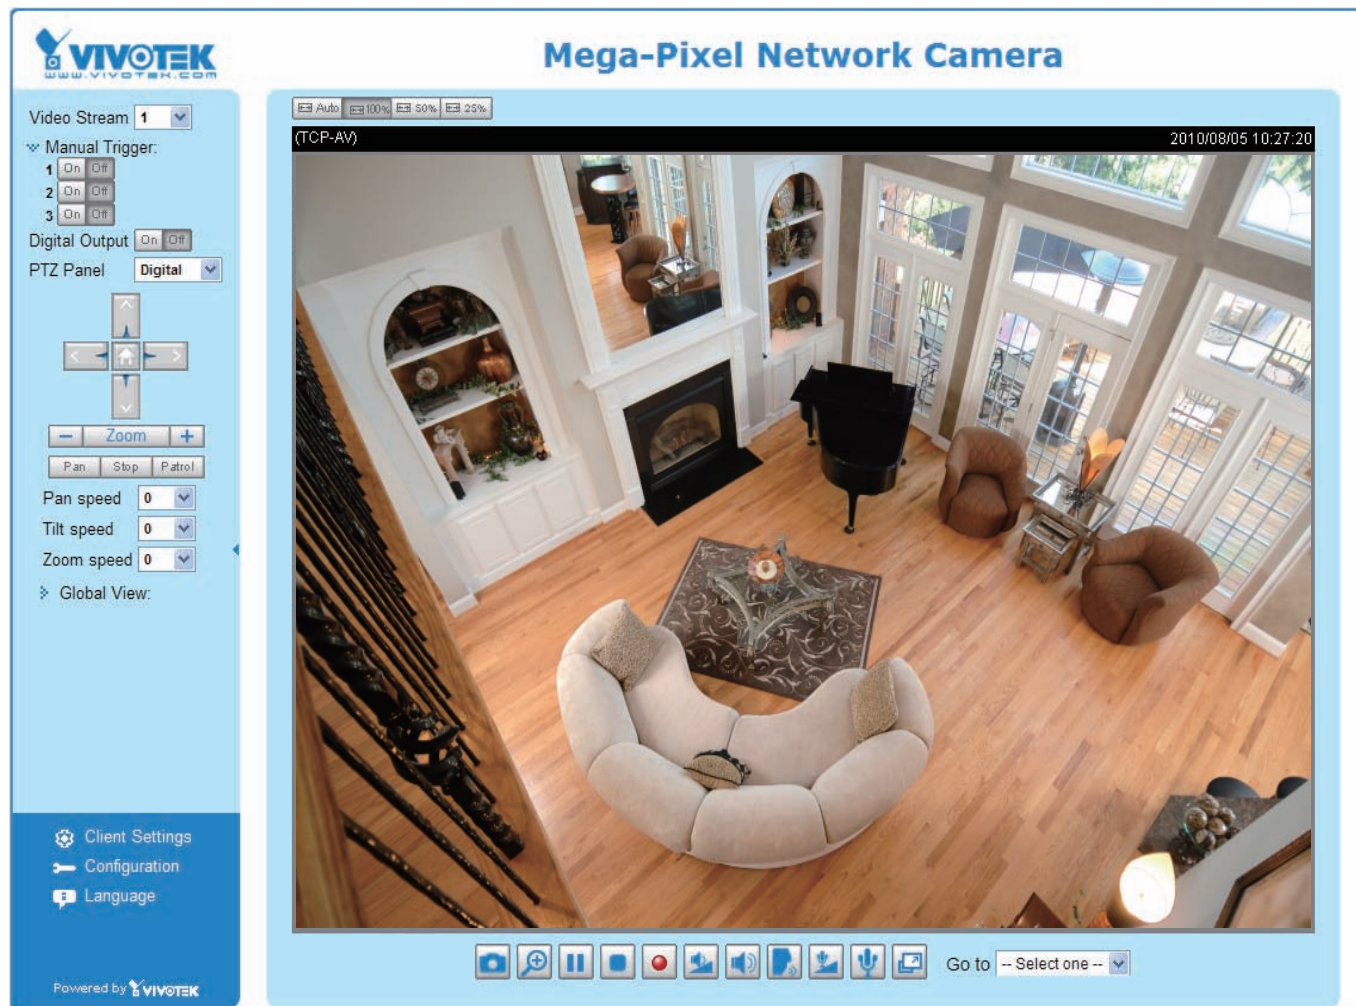 VIVOTEK
www.vivotek.com
Mega-Pixel Network Camera
Video Stream 1
Manual Trigger:
1 On Off
2 On Off
3 On Off
Digital Output On Off
PTZ Panel Digital
Zoom
Pan Stop Patrol
Pan speed 0
Tilt speed 0
Zoom speed 0
Global View:
Client Settings
Configuration
Language
Powered by VIVOTEK
Auto 100% 50% 25%
(TCP-AV) 2010/08/05 10:27:20
Go to -- Select one --